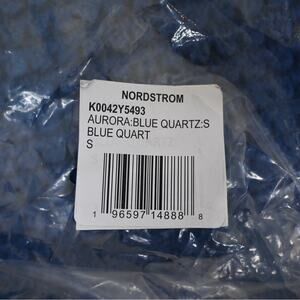 NORDSTROM
K0042Y5493
AURORA:BLUE QUARTZ:S
BLUE QUART
S
1 96597 14888 8